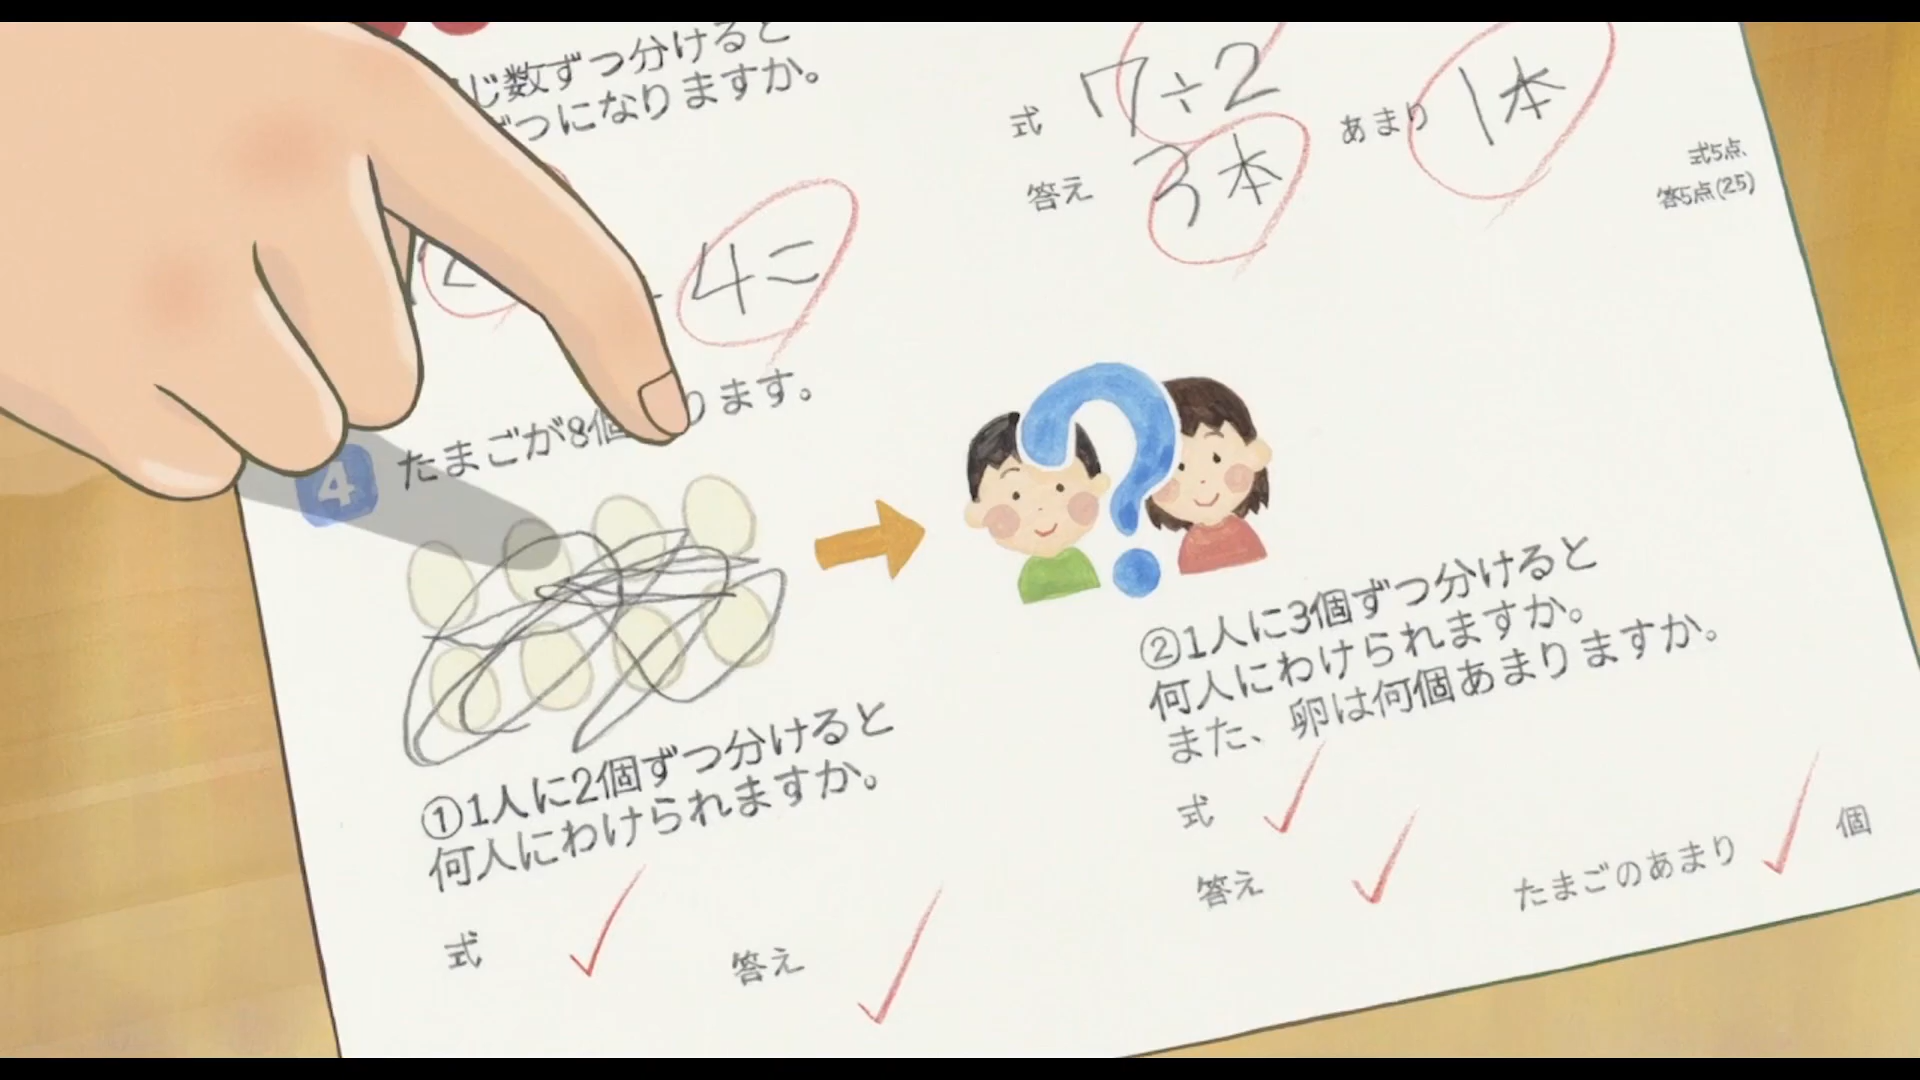 じ数ずつ分けると
ずつになりますか。
4こ
式 7÷2
答え 3本 あまり 1本
式5点
答5点(25)
4 たまごが8個ります。
①1人に2個ずつ分けると
何人にわけられますか。
式 答え
②1人に3個ずつ分けると
何人にわけられますか。
また、卵は何個あまりますか。
式
答え たまごのあまり 個